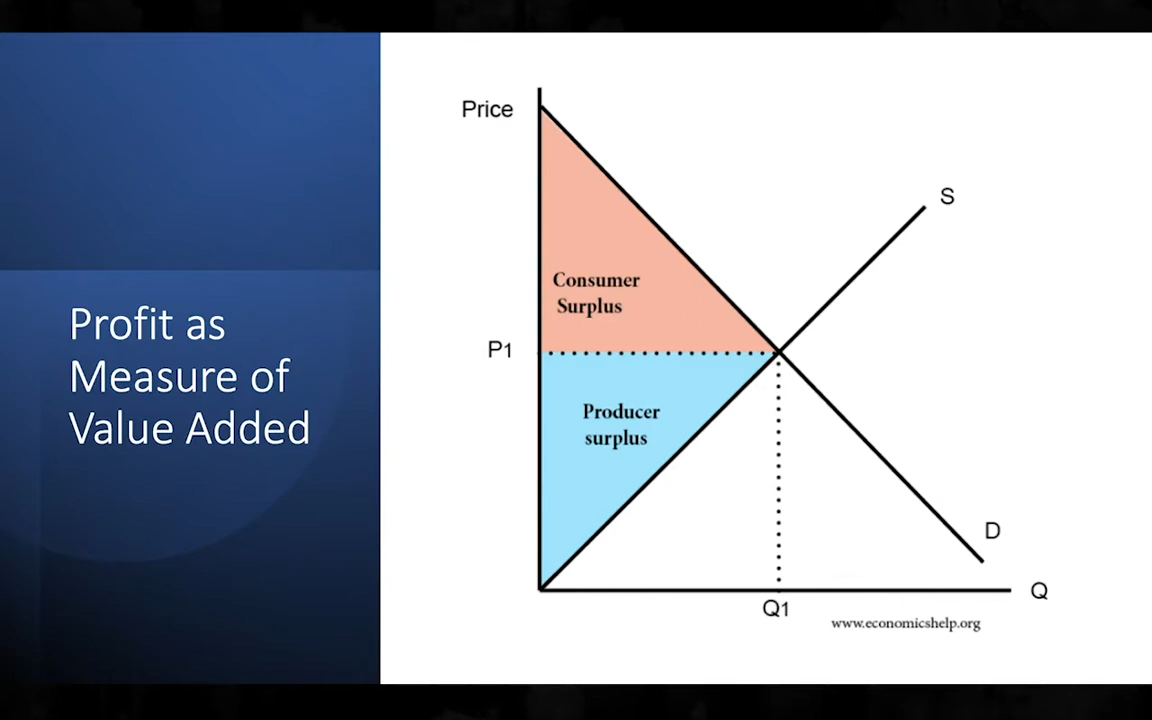 Profit as
Measure of
Value Added
Price
S
Consumer
Surplus
P1
Producer
surplus
D
Q
Q1
www.economicshelp.org